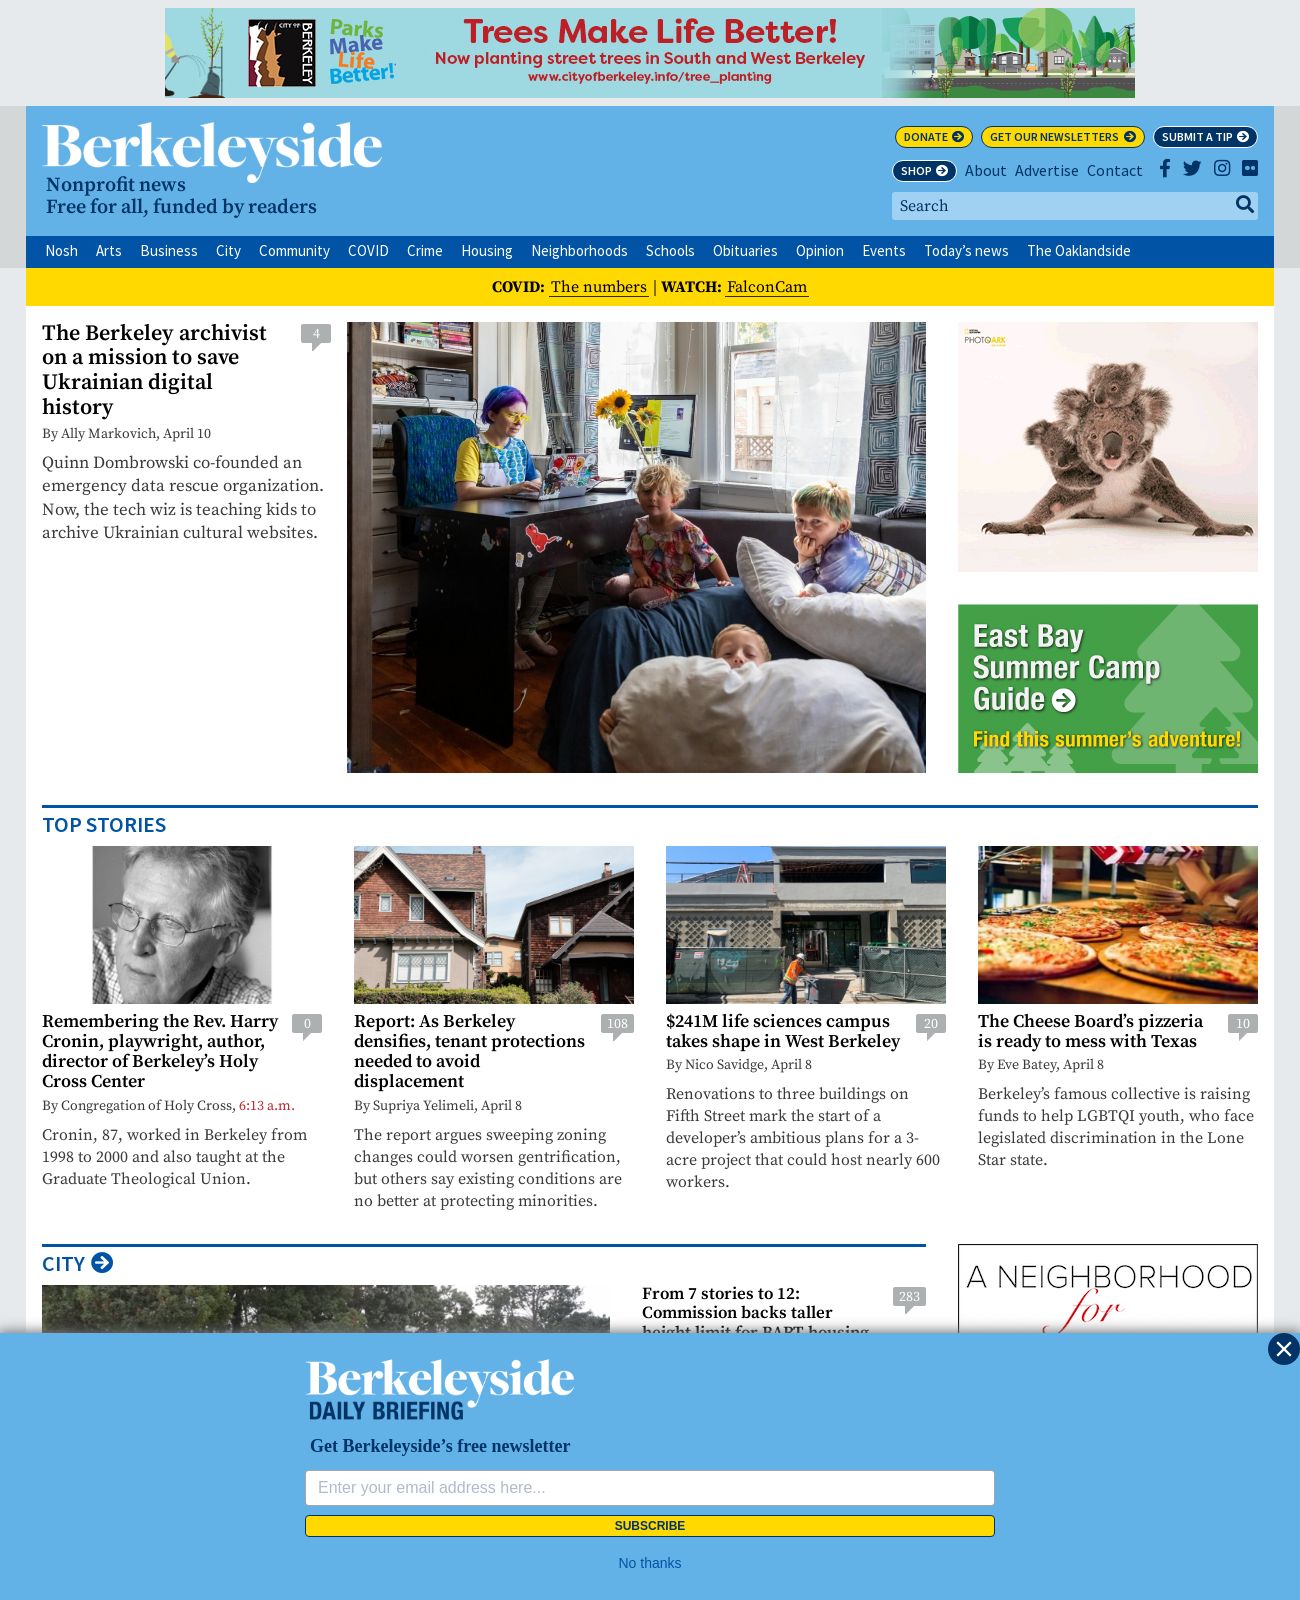 CITY OF BERKELEY
Parks
Make
Life
Better!
Trees Make Life Better!
Now planting street trees in South and West Berkeley
www.cityofberkeley.info/tree_planting
Berkeleyside
Nonprofit news
Free for all, funded by readers
DONATE
GET OUR NEWSLETTERS
SUBMIT A TIP
SHOP
About Advertise Contact
Search
Nosh Arts Business City Community COVID Crime Housing Neighborhoods Schools Obituaries Opinion Events Today’s news The Oaklandside
COVID: The numbers | WATCH: FalconCam
The Berkeley archivist
on a mission to save
Ukrainian digital
history
4
By Ally Markovich, April 10
Quinn Dombrowski co-founded an
emergency data rescue organization.
Now, the tech wiz is teaching kids to
archive Ukrainian cultural websites.
PHOTO ARK
East Bay
Summer Camp
Guide
Find this summer’s adventure!
TOP STORIES
Remembering the Rev. Harry
Cronin, playwright, author,
director of Berkeley’s Holy
Cross Center
0
By Congregation of Holy Cross, 6:13 a.m.
Cronin, 87, worked in Berkeley from
1998 to 2000 and also taught at the
Graduate Theological Union.
Report: As Berkeley
densifies, tenant protections
needed to avoid
displacement
108
By Supriya Yelimeli, April 8
The report argues sweeping zoning
changes could worsen gentrification,
but others say existing conditions are
no better at protecting minorities.
$241M life sciences campus
takes shape in West Berkeley
20
By Nico Savidge, April 8
Renovations to three buildings on
Fifth Street mark the start of a
developer’s ambitious plans for a 3-
acre project that could host nearly 600
workers.
The Cheese Board’s pizzeria
is ready to mess with Texas
10
By Eve Batey, April 8
Berkeley’s famous collective is raising
funds to help LGBTQI youth, who face
legislated discrimination in the Lone
Star state.
CITY
From 7 stories to 12:
Commission backs taller
height limit for BART housing
283
A NEIGHBORHOOD
for
Berkeleyside
DAILY BRIEFING
Get Berkeleyside’s free newsletter
Enter your email address here...
SUBSCRIBE
No thanks